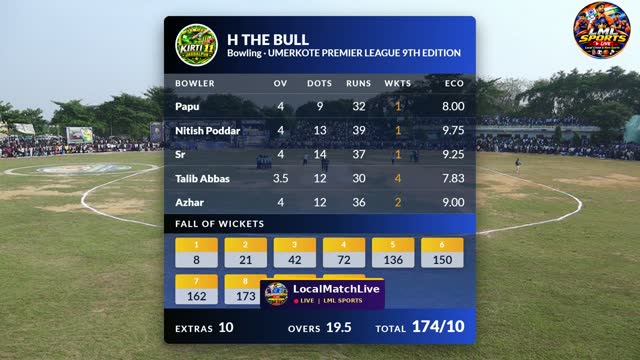 H THE BULL
Bowling - UMERKOTE PREMIER LEAGUE 9TH EDITION
BOWLER OV DOTS RUNS WKTS ECO
Papu 4 9 32 1 8.00
Nitish Poddar 4 13 39 1 9.75
Sr 4 14 37 1 9.25
Talib Abbas 3.5 12 30 4 7.83
Azhar 4 12 36 2 9.00
FALL OF WICKETS
1 2 3 4 5 6
8 21 42 72 136 150
7 8
162 173
LocalMatchLive
LIVE | LML SPORTS
EXTRAS 10 OVERS 19.5 TOTAL 174/10
KIRTI 11
LML
SPORTS
LIVE